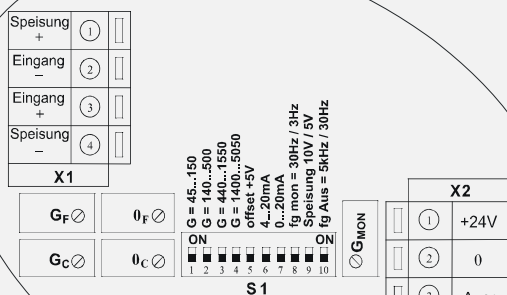 Speisung
+
1
Eingang
–
2
Eingang
+
3
Speisung
–
4
X1
G = 45...150
G = 140...500
G = 440...1550
G = 1400...5050
offset +5V
4...20mA
0...20mA
fg mon = 30Hz / 3Hz
Speisung 10V / 5V
fg Aus = 5kHz / 30Hz
GF
0F
GC
0C
ON ON
1 2 3 4 5 6 7 8 9 10
S1
GMON
X2
1 +24V
2 0